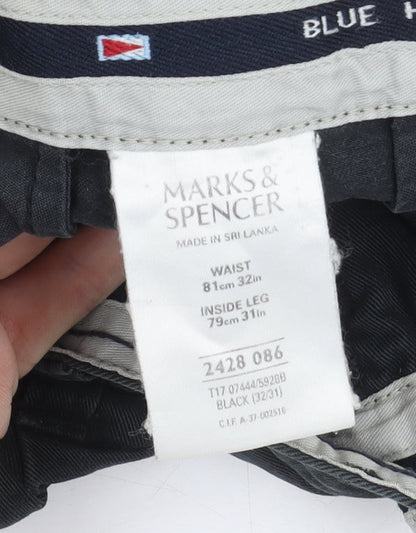 BLUE H
MARKS &
SPENCER
MADE IN SRI LANKA
WAIST
81cm 32in
INSIDE LEG
79cm 31in
2428 086
T17 07444/5928B
BLACK (32/31)
C.I.F. A-37-002516